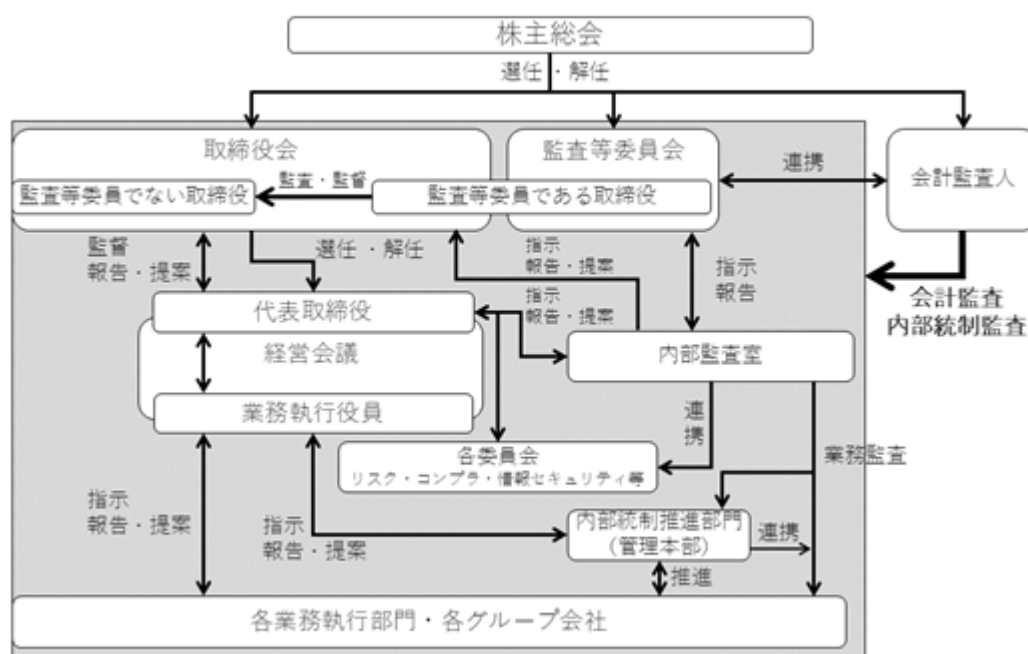 株主総会
選任・解任
取締役会
監査等委員会
連携
会計監査人
監査・監督
監査等委員でない取締役
監査等委員である取締役
監督
報告・提案
選任・解任
指示
報告・提案
指示
報告
会計監査
内部統制監査
代表取締役
指示
報告・提案
経営会議
内部監査室
業務執行役員
連携
業務監査
各委員会
リスク・コンプラ・情報セキュリティ等
指示
報告・提案
指示
報告・提案
内部統制推進部門
(管理本部)
連携
推進
各業務執行部門・各グループ会社